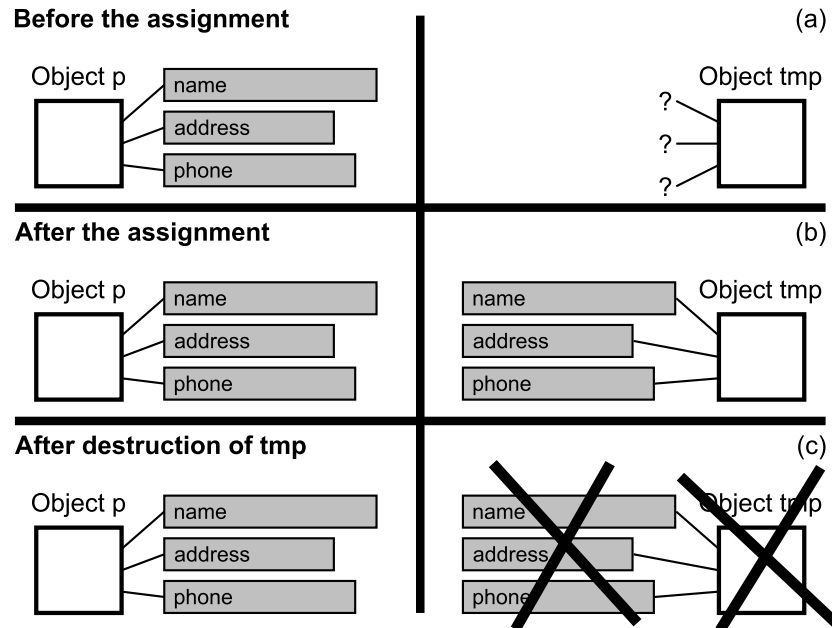 Before the assignment (a)
Object p
Object tmp
name
address
phone
?
?
?
After the assignment (b)
Object p
Object tmp
name
address
phone
name
address
phone
After destruction of tmp (c)
Object p
Object tmp
name
address
phone
name
address
phone